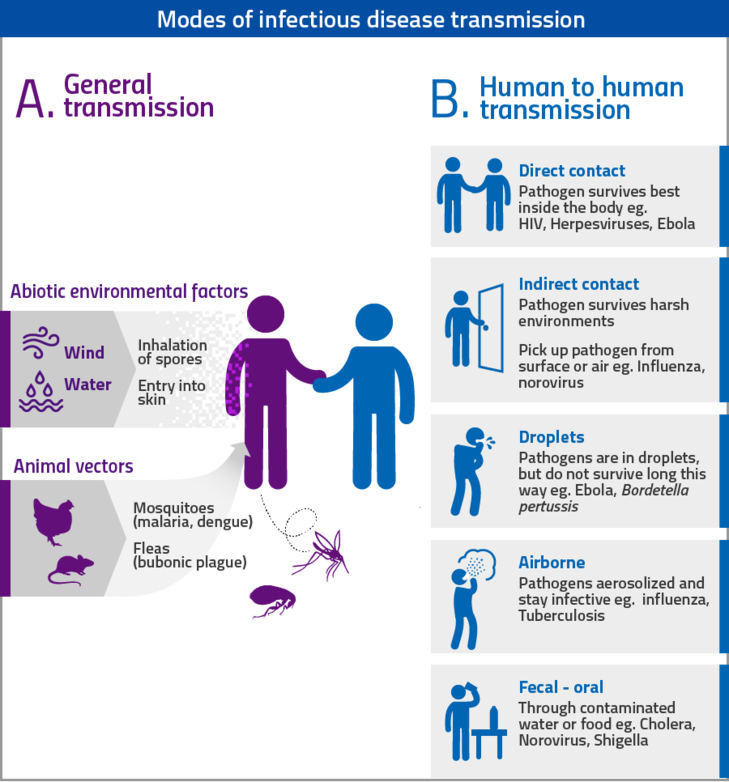 Modes of infectious disease transmission
A. General
transmission
Abiotic environmental factors
Wind
Water
Inhalation
of spores
Entry into
skin
Animal vectors
Mosquitoes
(malaria, dengue)
Fleas
(bubonic plague)
B. Human to human
transmission
Direct contact
Pathogen survives best
inside the body eg.
HIV, Herpesviruses, Ebola
Indirect contact
Pathogen survives harsh
environments
Pick up pathogen from
surface or air eg. Influenza,
norovirus
Droplets
Pathogens are in droplets,
but do not survive long this
way eg. Ebola, Bordetella
pertussis
Airborne
Pathogens aerosolized and
stay infective eg. influenza,
Tuberculosis
Fecal - oral
Through contaminated
water or food eg. Cholera,
Norovirus, Shigella